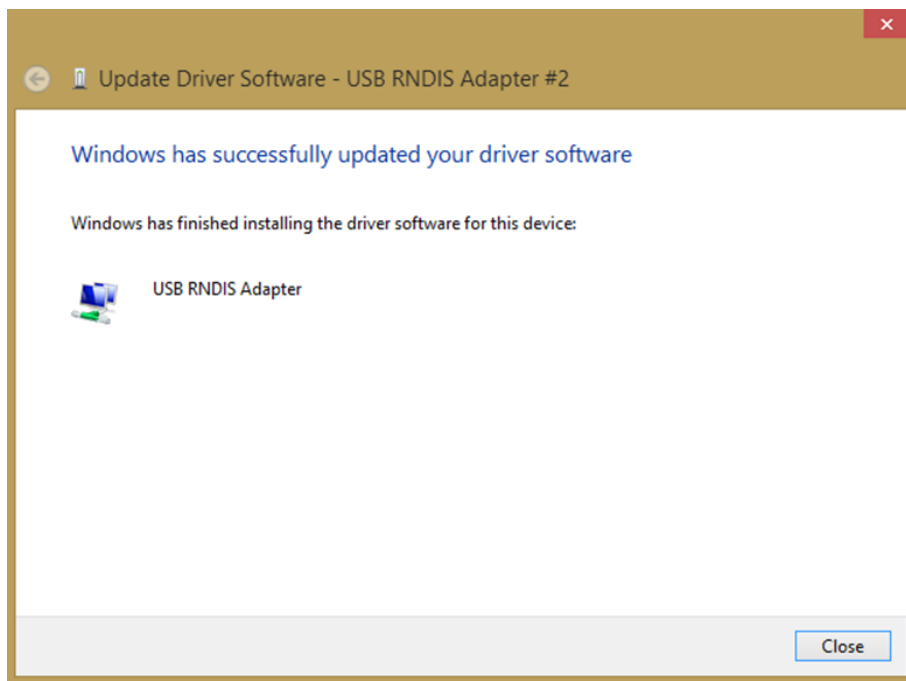 Update Driver Software - USB RNDIS Adapter #2
Windows has successfully updated your driver software
Windows has finished installing the driver software for this device:
USB RNDIS Adapter
Close